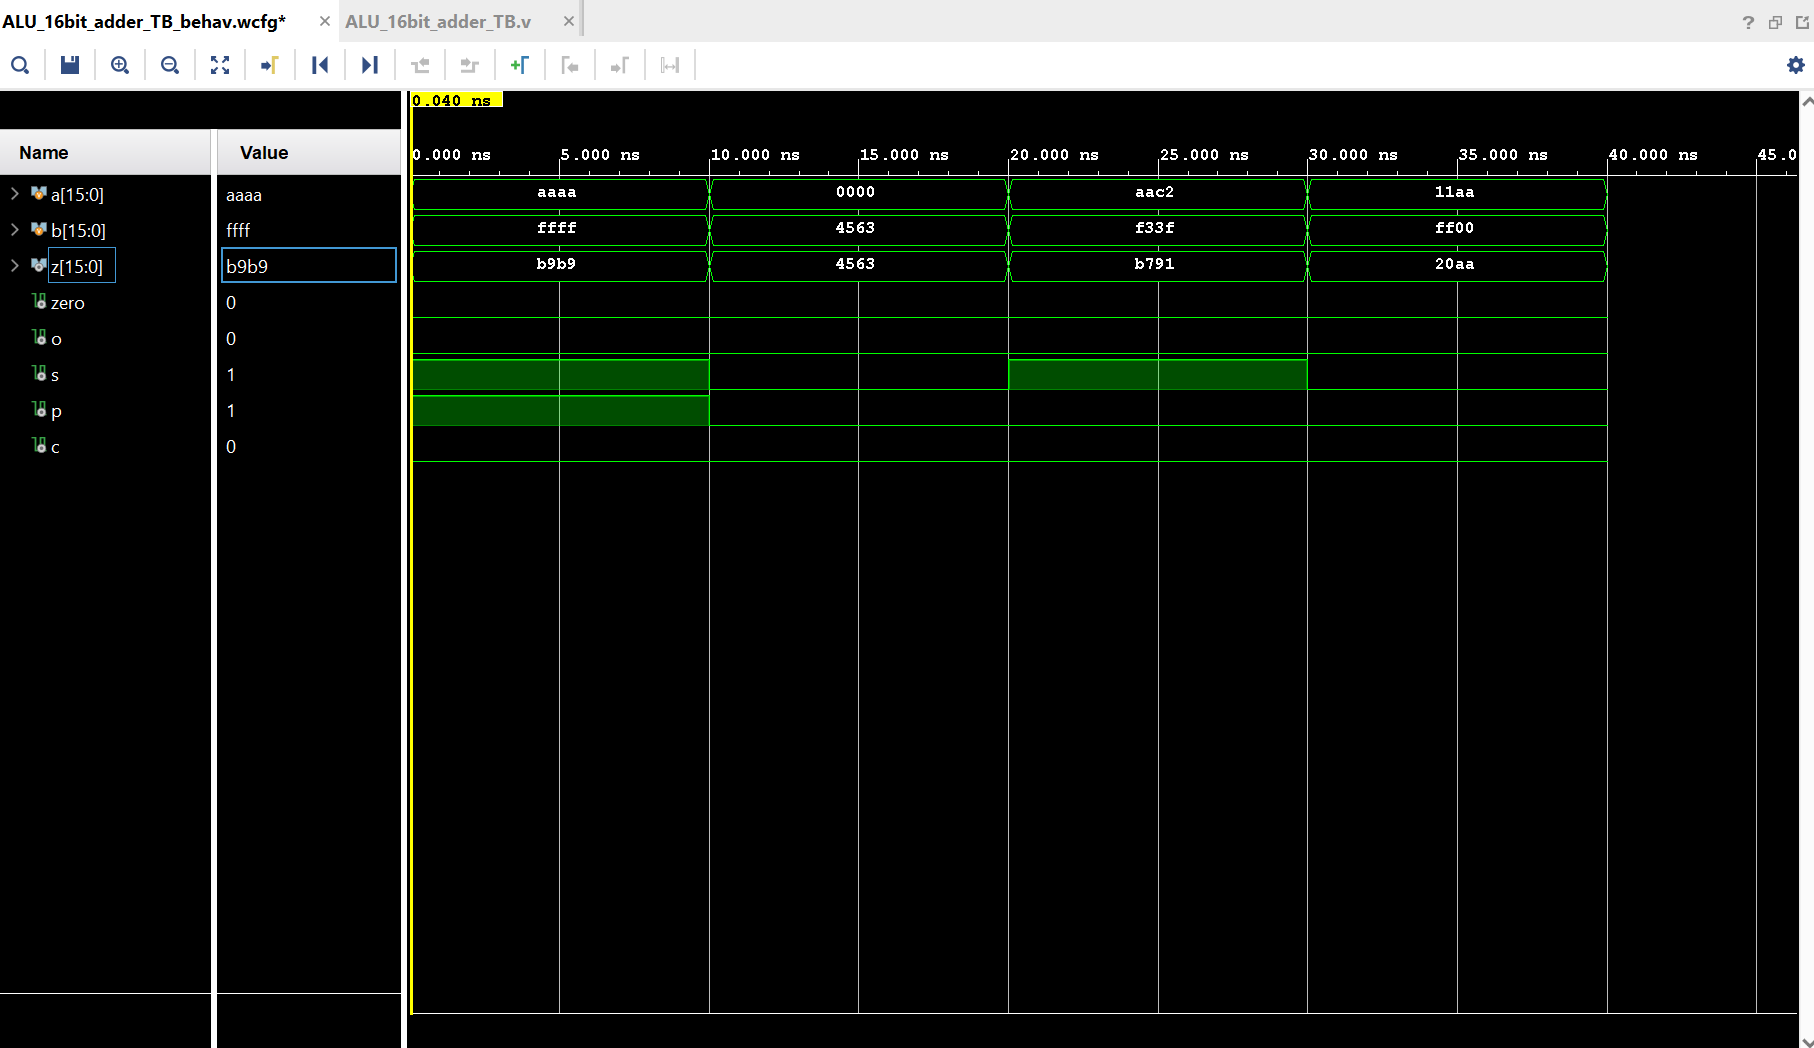 ALU_16bit_adder_TB_behav.wcfg* × ALU_16bit_adder_TB.v × ?
0.040 ns
Name Value
0.000 ns 5.000 ns 10.000 ns 15.000 ns 20.000 ns 25.000 ns 30.000 ns 35.000 ns 40.000 ns 45.0
a[15:0] aaaa aaaa 0000 aac2 11aa
b[15:0] ffff ffff 4563 f33f ff00
z[15:0] b9b9 b9b9 4563 b791 20aa
zero 0
o 0
s 1
p 1
c 0